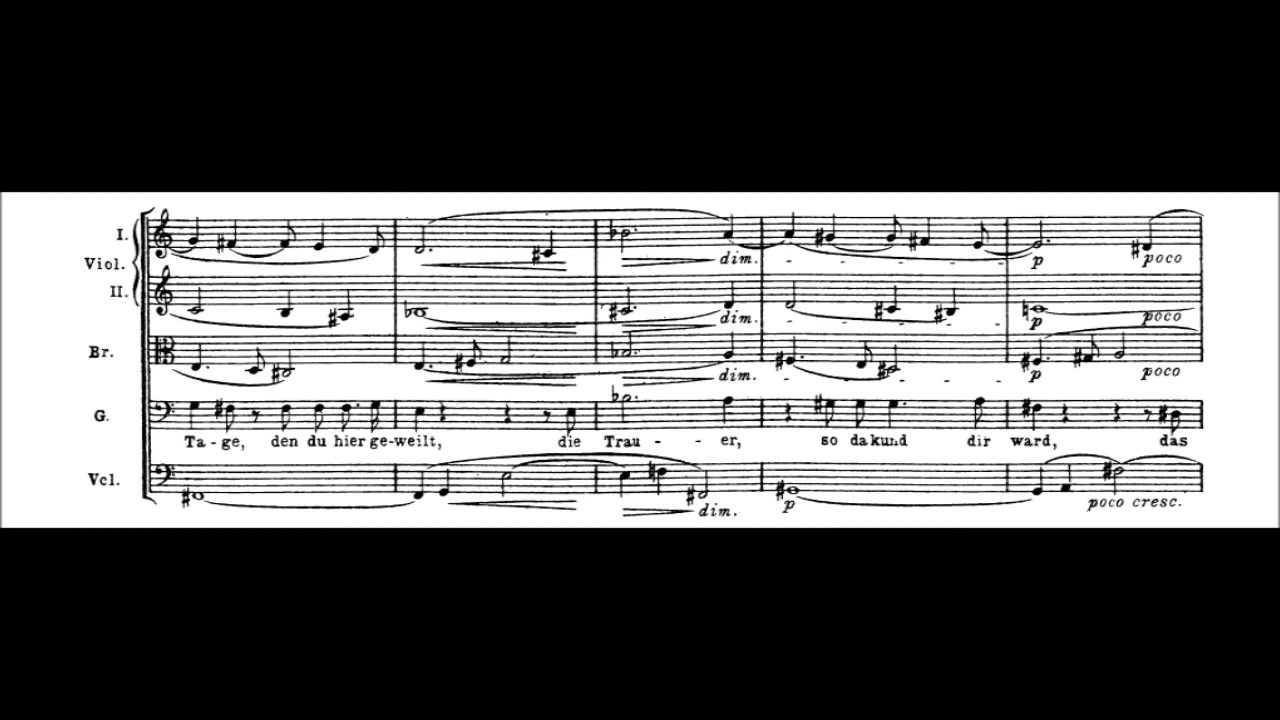 I.
Viol.
II.
dim.
p poco
dim.
p poco
Br.
dim.
p poco
G.
Ta - ge, den du hier ge-weilt, die Trau - - er, so da kund dir ward, das
Vcl.
dim.
p
poco cresc.